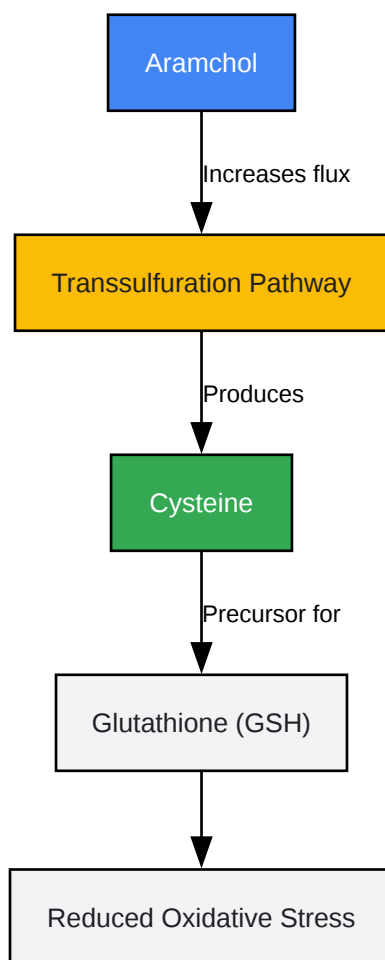 Aramchol
Increases flux
Transsulfuration Pathway
Produces
Cysteine
Precursor for
Glutathione (GSH)
Reduced Oxidative Stress